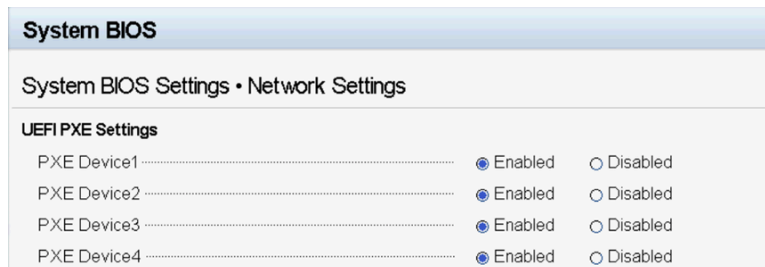 System BIOS
System BIOS Settings • Network Settings
UEFI PXE Settings
PXE Device1 Enabled Disabled
PXE Device2 Enabled Disabled
PXE Device3 Enabled Disabled
PXE Device4 Enabled Disabled